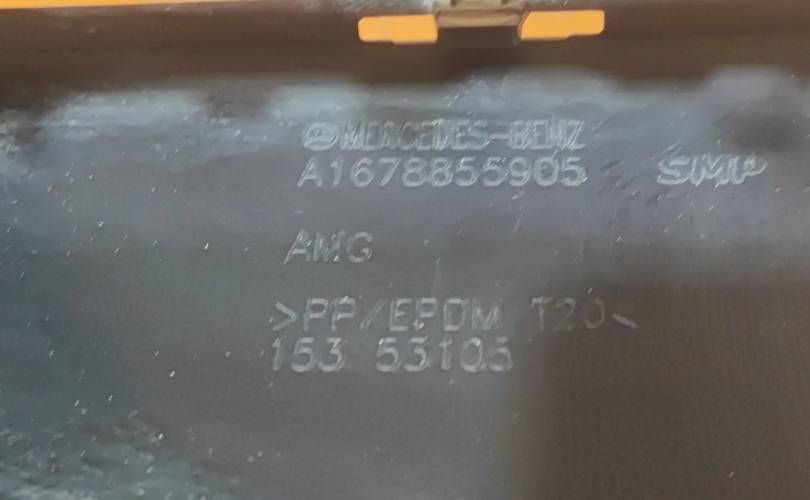 MERCEDES-BENZ
A1678855905 SMP
AMG
>PP/EPDM T20<
153 53105